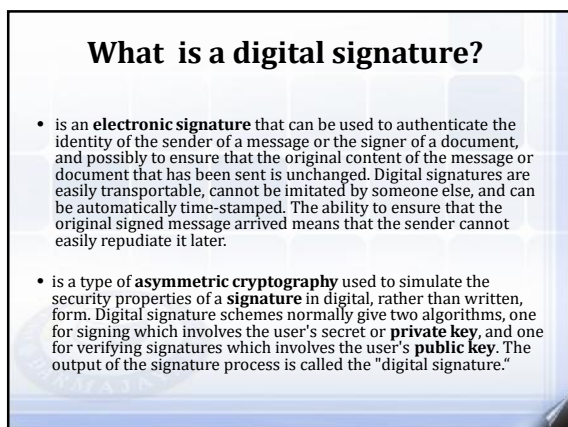 What  is a digital signature?
• is an electronic signature that can be used to authenticate the
identity of the sender of a message or the signer of a document,
and possibly to ensure that the original content of the message or
document that has been sent is unchanged. Digital signatures are
easily transportable, cannot be imitated by someone else, and can
be automatically time-stamped. The ability to ensure that the
original signed message arrived means that the sender cannot
easily repudiate it later.
• is a type of asymmetric cryptography used to simulate the
security properties of a signature in digital, rather than written,
form. Digital signature schemes normally give two algorithms, one
for signing which involves the user's secret or private key, and one
for verifying signatures which involves the user's public key. The
output of the signature process is called the "digital signature.“